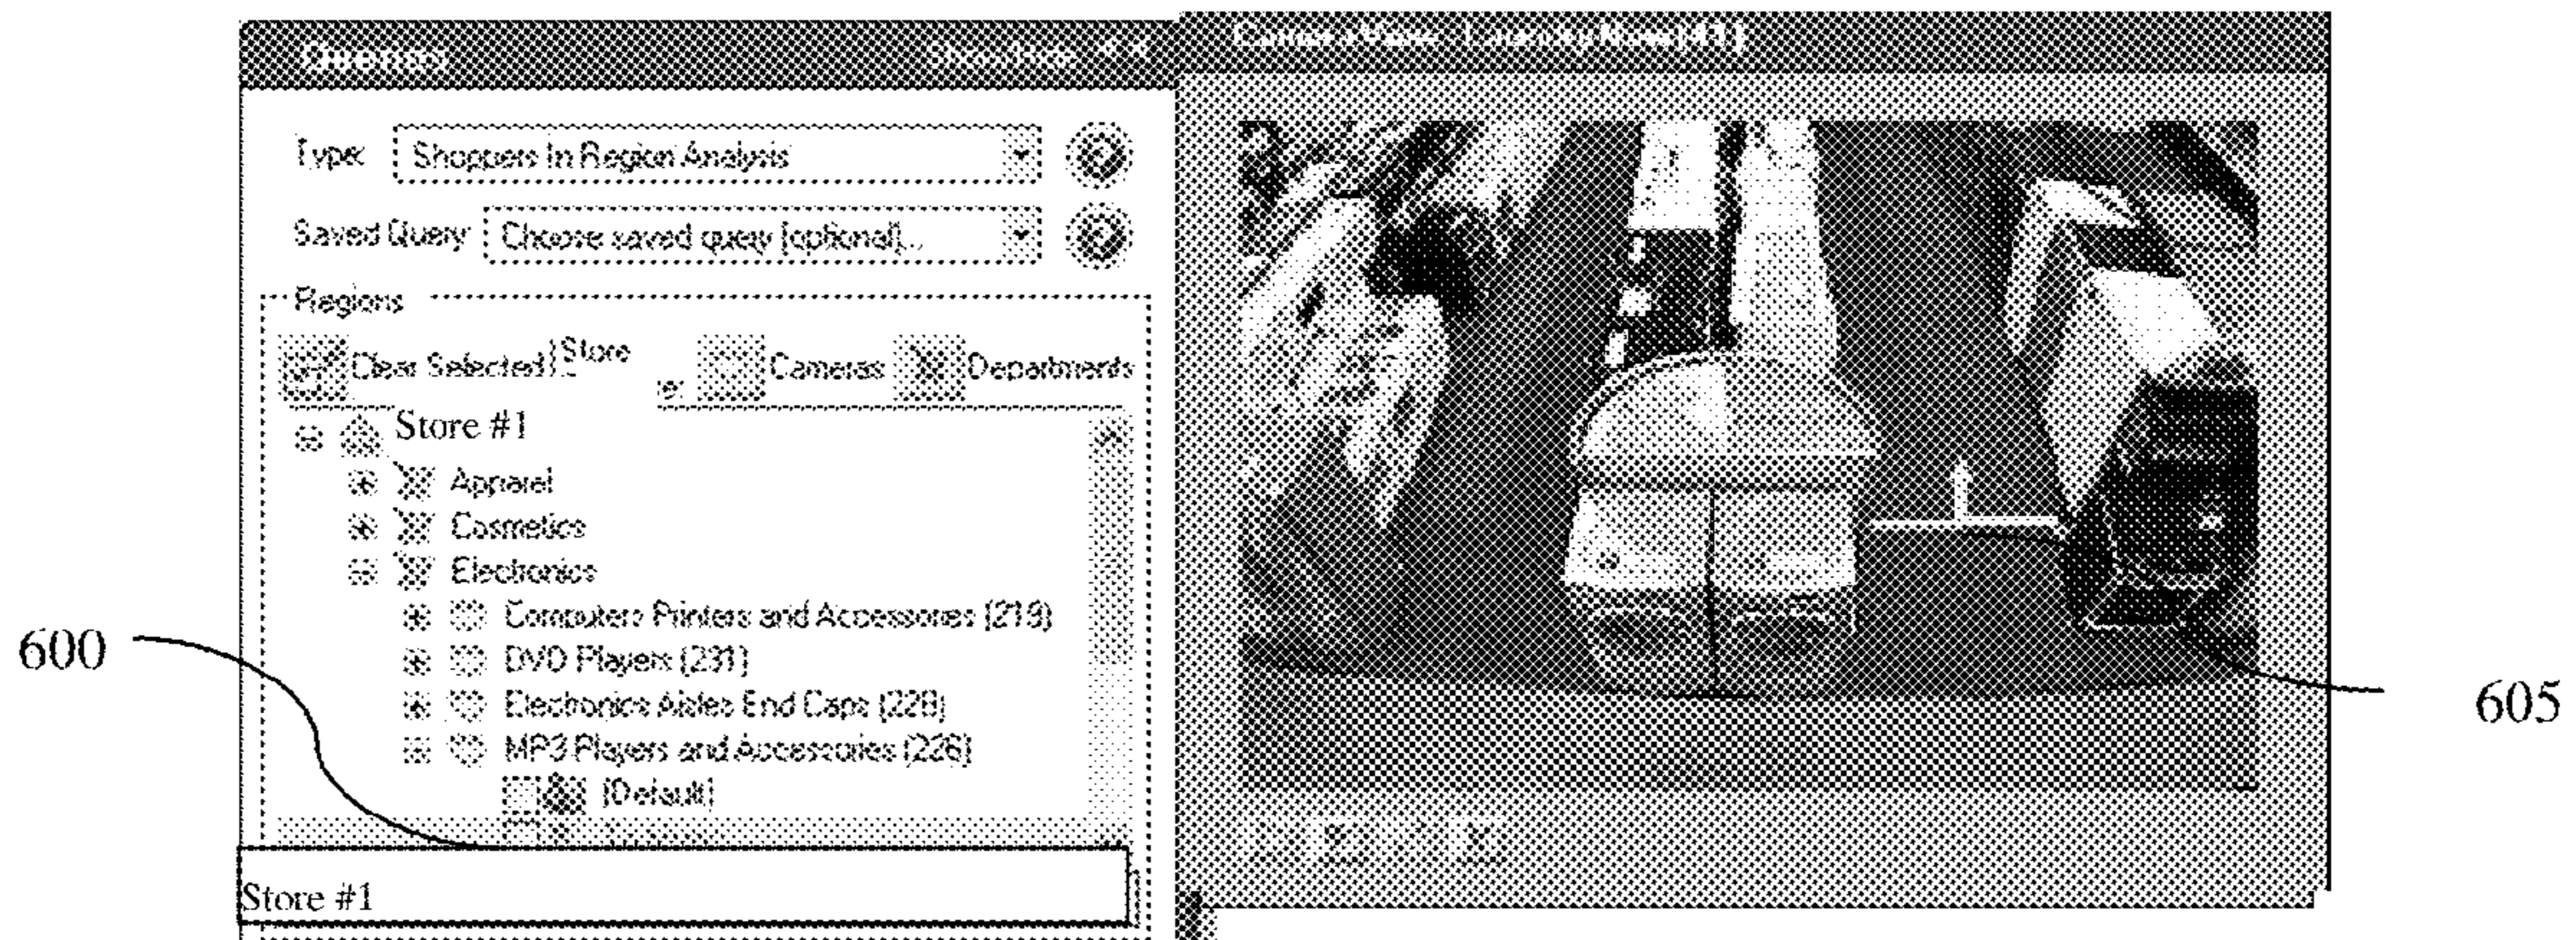 Queries
Type: Shoppers In Region Analysis
Saved Query Choose saved query [optional]...
Regions
Clear Selected Store Cameras Departments
Store #1
Apparel
Cosmetics
Electronics
Computers Printers and Accessories (219)
600
DVD Players (231)
Electronics Aisles End Caps (228)
605
MP3 Players and Accessories (226)
[Default]
Store #1